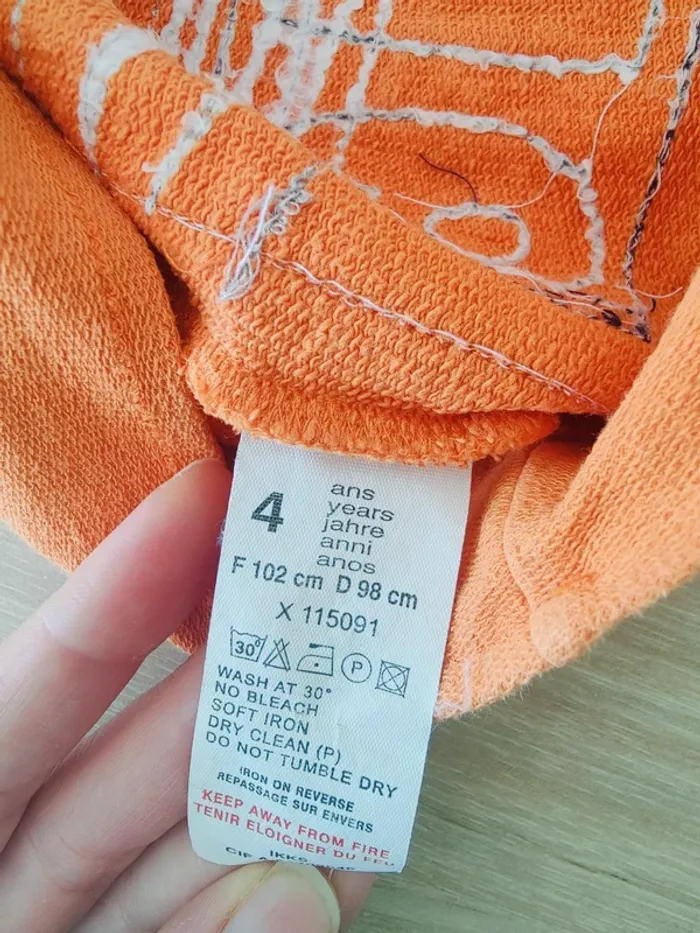 4
ans
years
jahre
anni
anos
F 102 cm D 98 cm
X 115091
30°
P
WASH AT 30°
NO BLEACH
SOFT IRON
DRY CLEAN (P)
DO NOT TUMBLE DRY
IRON ON REVERSE
REPASSAGE SUR ENVERS
KEEP AWAY FROM FIRE
TENIR ELOIGNER DU FEU
IKKS